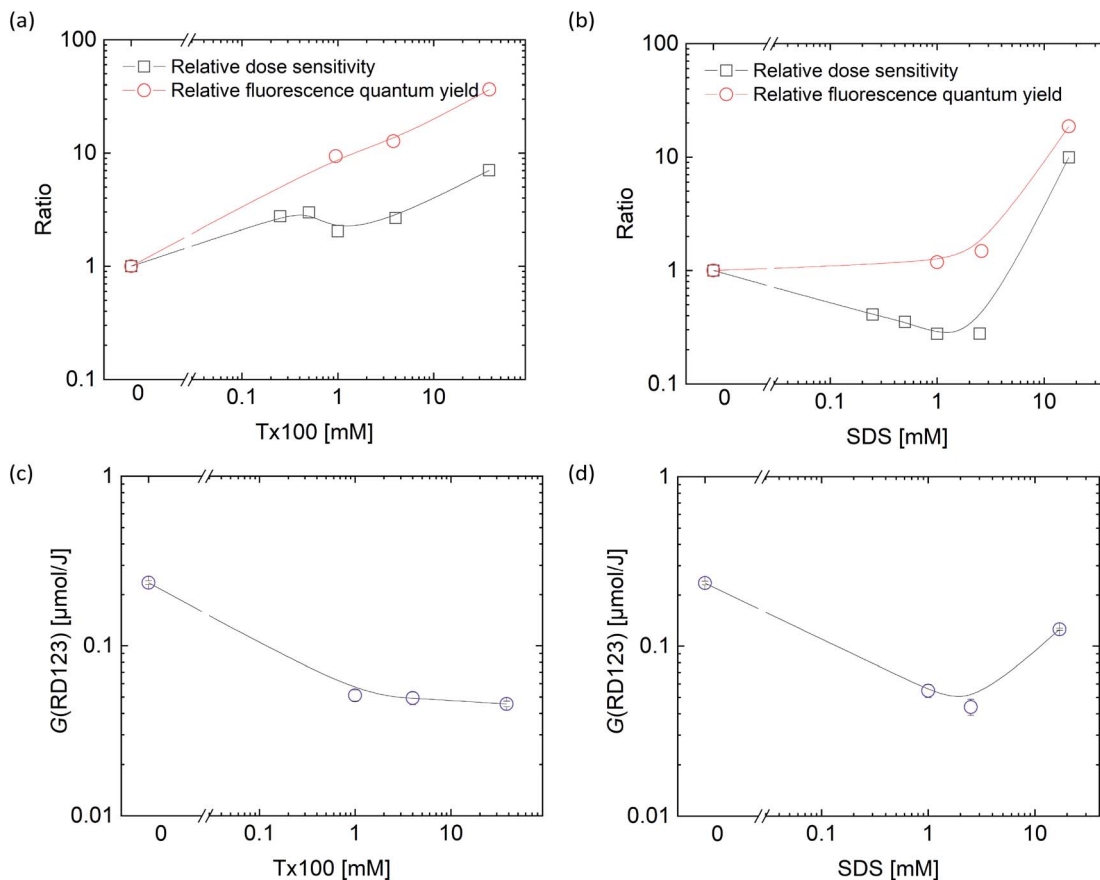 (a)
100
10
1
0.1
Ratio
Relative dose sensitivity
Relative fluorescence quantum yield
0 0.1 1 10
Tx100 [mM]
(b)
100
10
1
0.1
Ratio
Relative dose sensitivity
Relative fluorescence quantum yield
0 0.1 1 10
SDS [mM]
(c)
1
0.1
0.01
G(RD123) [µmol/J]
0 0.1 1 10
Tx100 [mM]
(d)
1
0.1
0.01
G(RD123) [µmol/J]
0 0.1 1 10
SDS [mM]